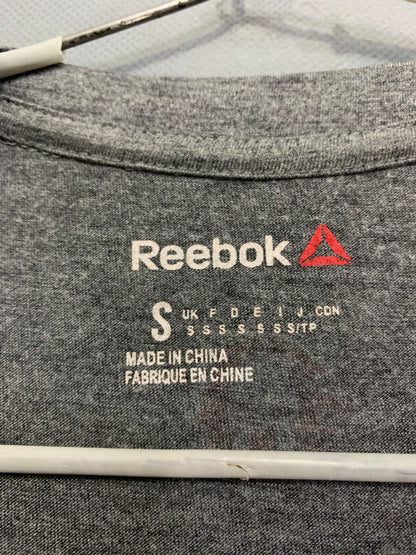 Reebok
S UK F D E I J CDN
S S S S S S S/TP
MADE IN CHINA
FABRIQUE EN CHINE